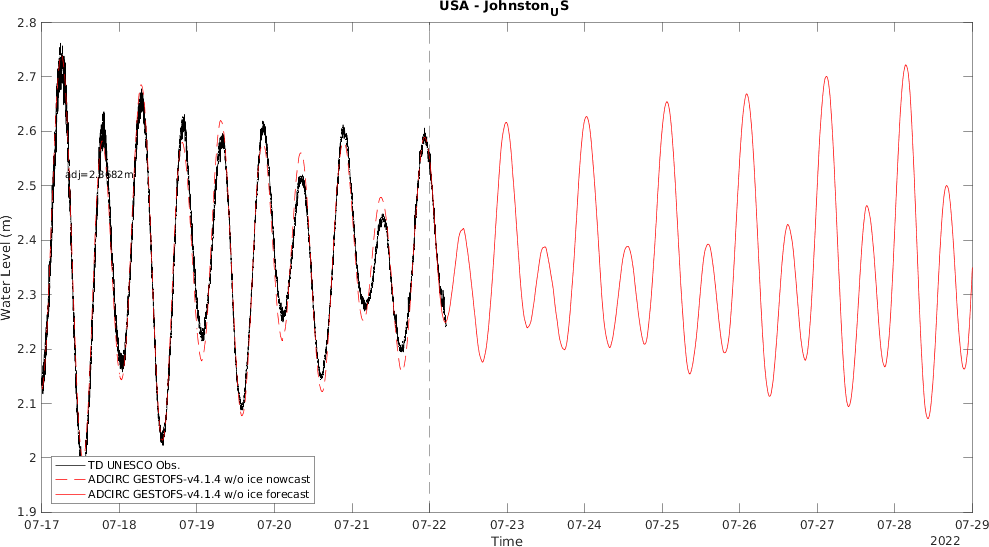 USA - Johnston_US
2.8
2.7
2.6
2.5
2.4
2.3
2.2
2.1
2
1.9
Water Level (m)
adj=2.3682m
TD UNESCO Obs.
ADCIRC GESTOFS-v4.1.4 w/o ice nowcast
ADCIRC GESTOFS-v4.1.4 w/o ice forecast
07-17 07-18 07-19 07-20 07-21 07-22 07-23 07-24 07-25 07-26 07-27 07-28 07-29
Time
2022